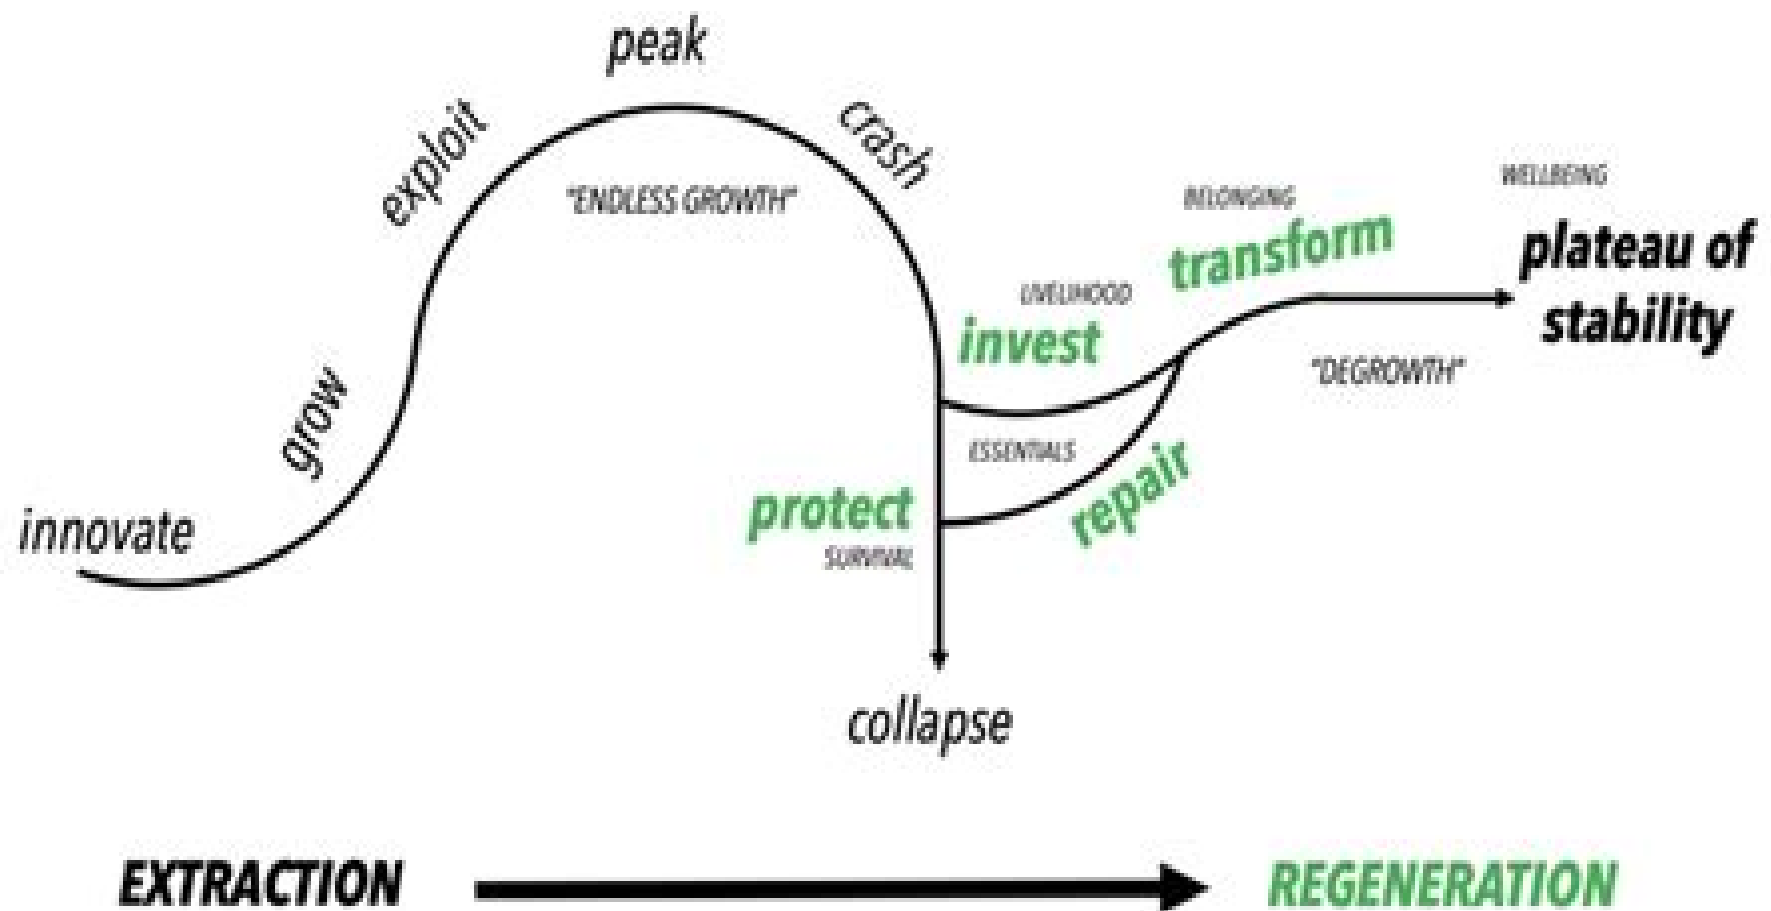 peak
exploit
crash
"ENDLESS GROWTH"
grow
innovate
WELLBEING
BELONGING
transform
plateau of
stability
LIVELIHOOD
invest
"DEGROWTH"
ESSENTIALS
repair
protect
SURVIVAL
collapse
EXTRACTION
REGENERATION